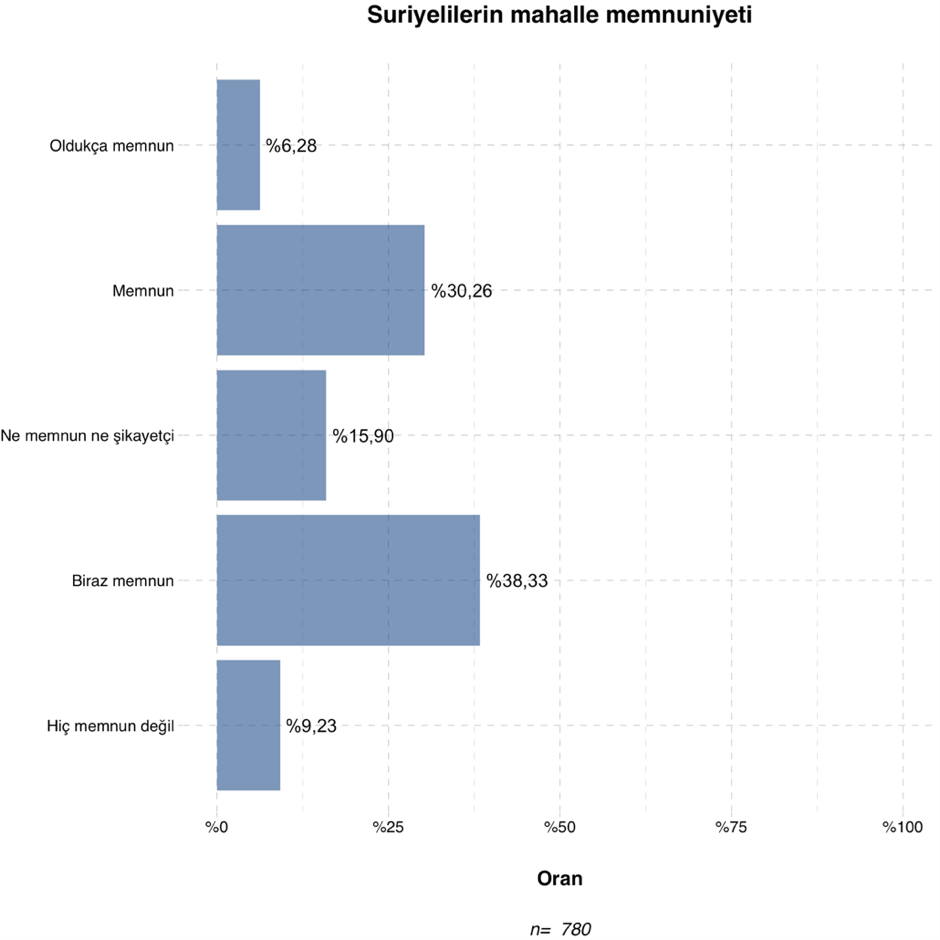 Suriyelilerin mahalle memnuniyeti
Oldukça memnun
%6,28
Memnun
%30,26
Ne memnun ne şikayetçi
%15,90
Biraz memnun
%38,33
Hiç memnun değil
%9,23
%0 %25 %50 %75 %100
Oran
n= 780